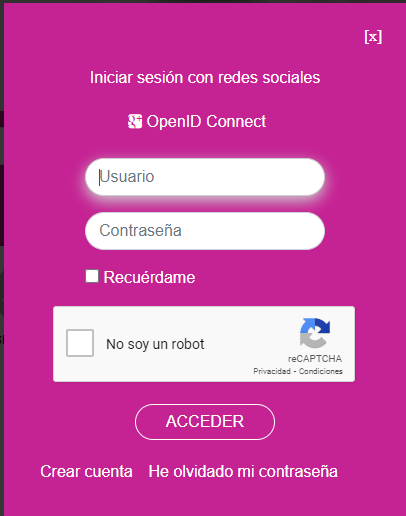 [x]
Iniciar sesión con redes sociales
OpenID Connect
Usuario
Contraseña
Recuérdame
No soy un robot
reCAPTCHA
Privacidad - Condiciones
ACCEDER
Crear cuenta He olvidado mi contraseña